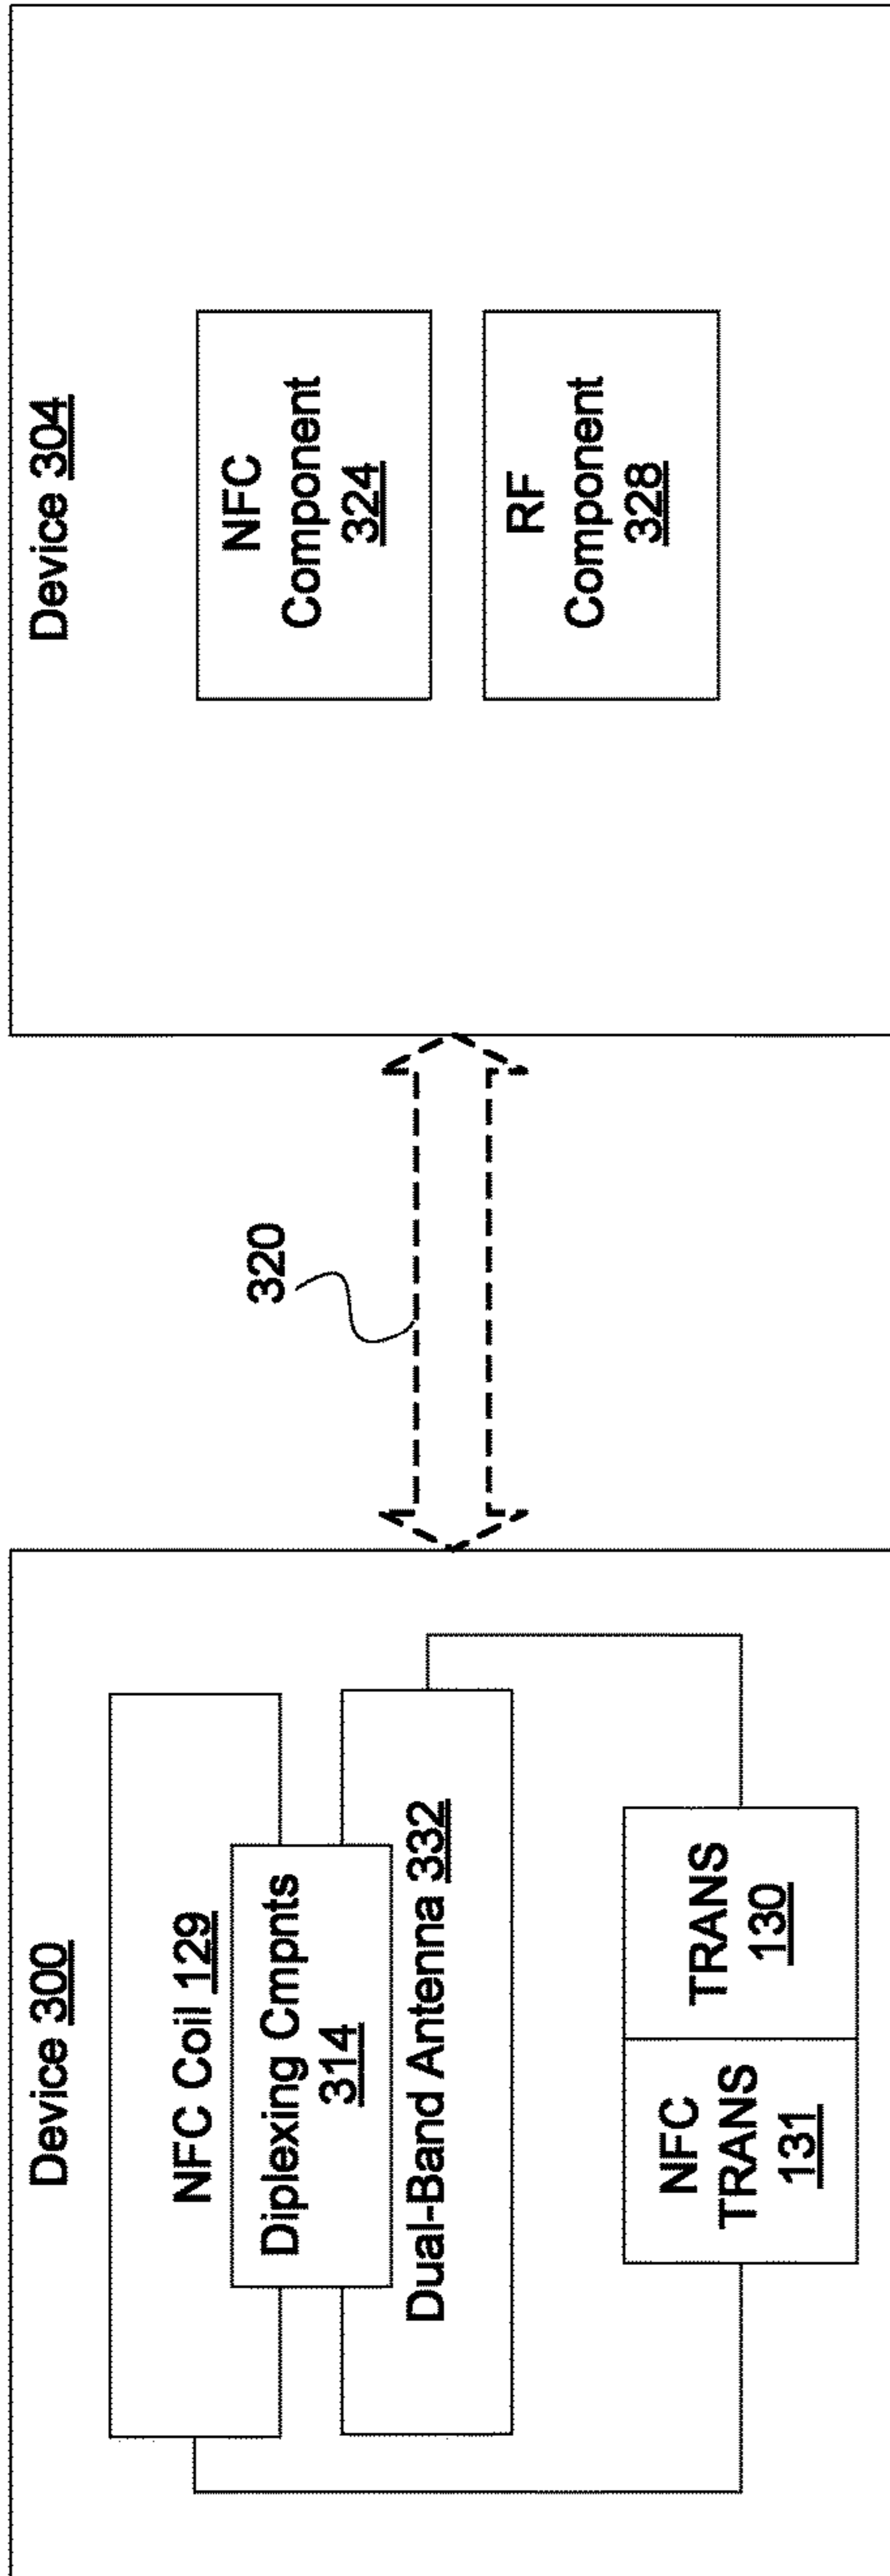 Device 300
NFC Coil 129
Diplexing Cmpnts
314
Dual-Band Antenna 332
NFC
TRANS
131
TRANS
130
320
Device 304
NFC
Component
324
RF
Component
328